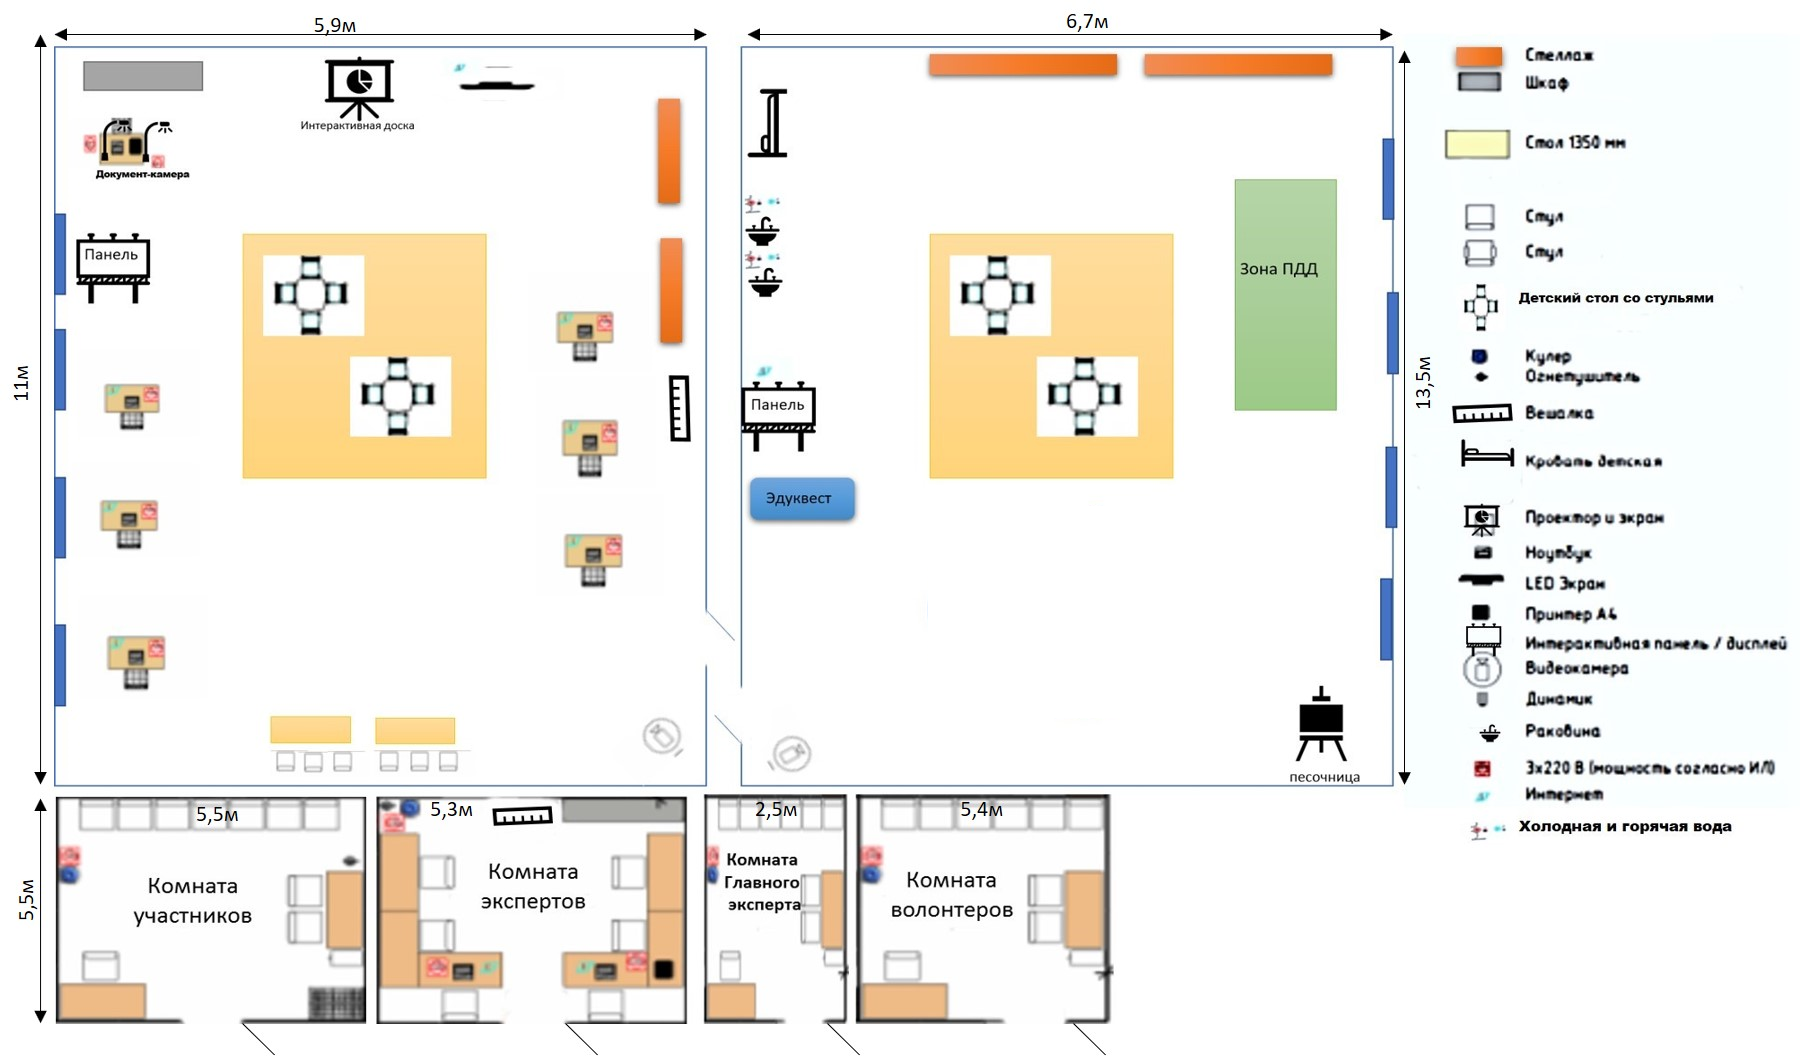 5,9м
6,7м
11м
13,5м
Интерактивная доска
Документ-камера
Панель
Панель
Эдуквест
Зона ПДД
песочница
5,5м
5,5м
Комната
участников
5,3м
Комната
экспертов
2,5м
Комната
Главного
эксперта
5,4м
Комната
волонтеров
Стеллаж
Шкаф
Стол 1350 мм
Стул
Стул
Детский стол со стульями
Кулер
Огнетушитель
Вешалка
Кровать детская
Проектор и экран
Ноутбук
LED Экран
Принтер А4
Интерактивная панель / дисплей
Видеокамера
Динамик
Раковина
3х220 В (мощность согласно ИЛ)
Интернет
Холодная и горячая вода